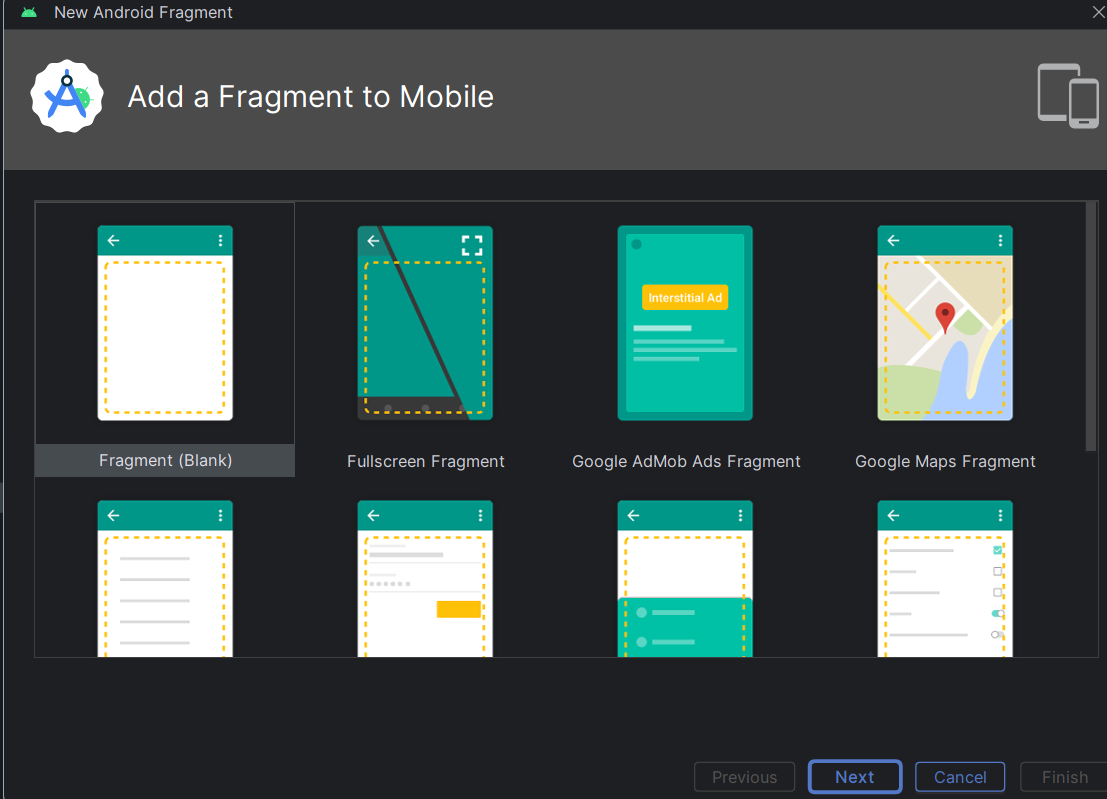 New Android Fragment
Add a Fragment to Mobile
Interstitial Ad
Fragment (Blank)
Fullscreen Fragment
Google AdMob Ads Fragment
Google Maps Fragment
Previous
Next
Cancel
Finish